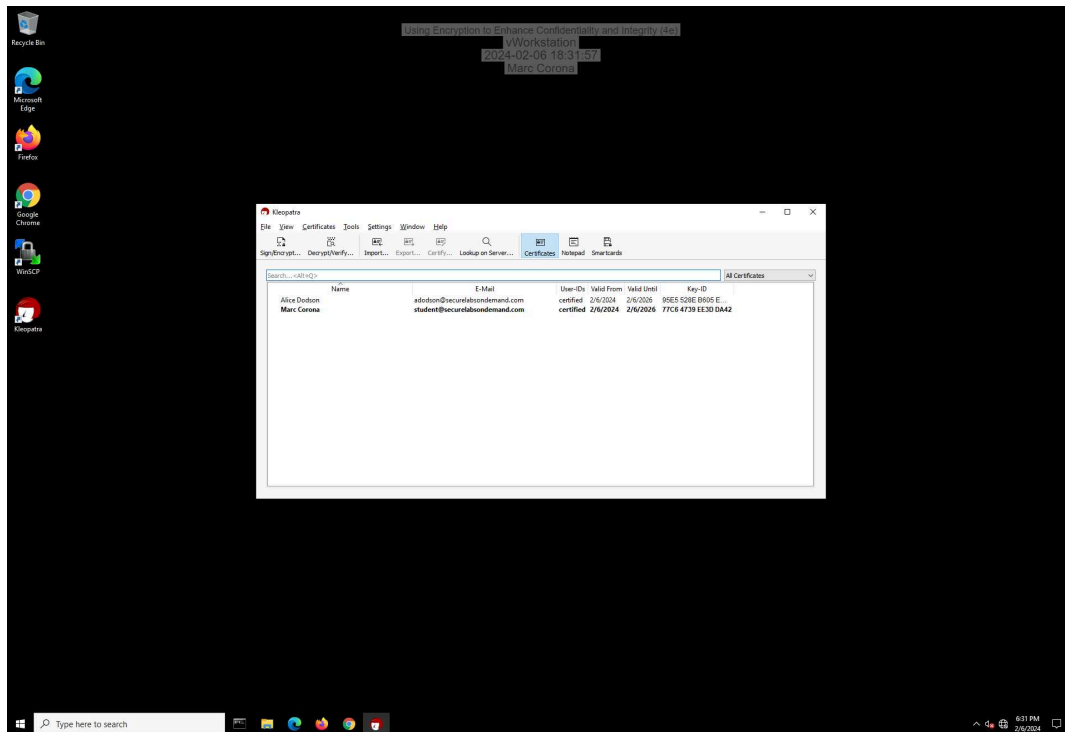 Using Encryption to Enhance Confidentiality and Integrity (4e)
vWorkstation
2024-02-06 18:31:57
Marc Corona
Recycle Bin
Microsoft
Edge
Firefox
Google
Chrome
WinSCP
Kleopatra
Kleopatra
File View Certificates Tools Settings Window Help
Sign/Encrypt... Decrypt/Verify... Import... Export... Certify... Lookup on Server... Certificates Notepad Smartcards
Search...<Alt+Q> All Certificates
Name E-Mail User-IDs Valid From Valid Until Key-ID
Alice Dodson adodson@securelabsondemand.com certified 2/6/2024 2/6/2026 95E5 528E B605 E...
Marc Corona student@securelabsondemand.com certified 2/6/2024 2/6/2026 77C6 4739 EE3D DA42
Type here to search
6:31 PM
2/6/2024